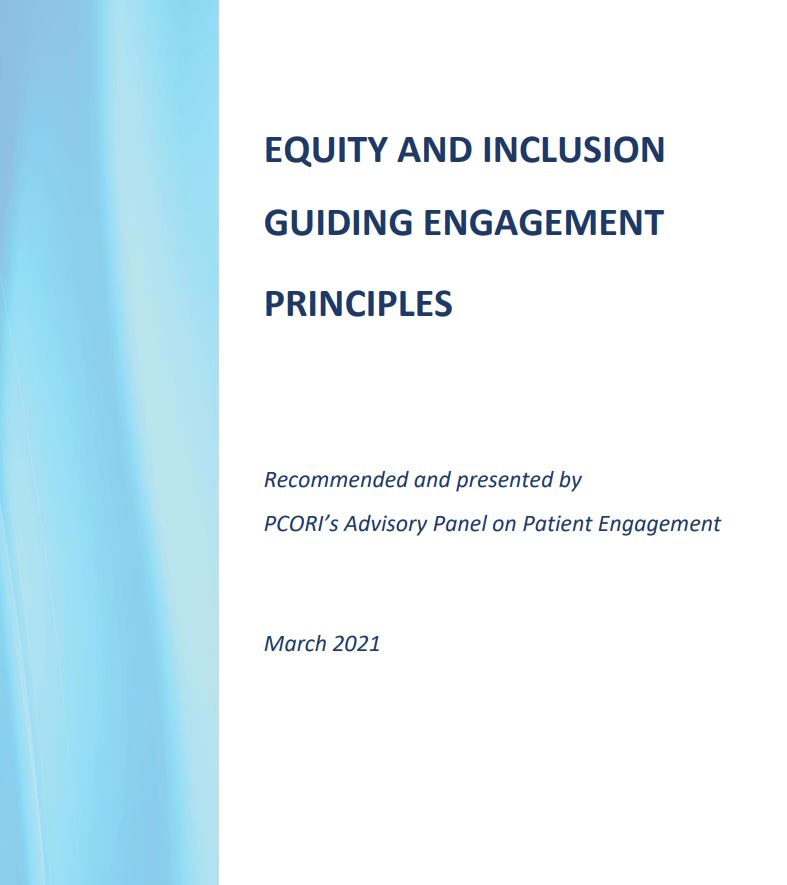 EQUITY AND INCLUSION
GUIDING ENGAGEMENT
PRINCIPLES
Recommended and presented by
PCORI’s Advisory Panel on Patient Engagement
March 2021